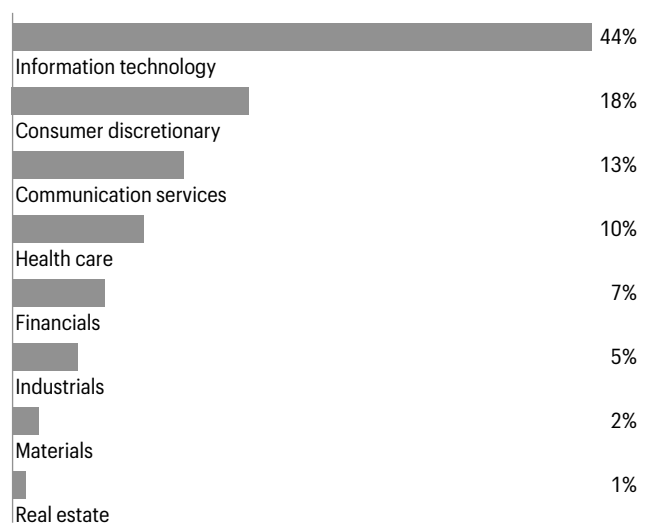 44%
Information technology
18%
Consumer discretionary
13%
Communication services
10%
Health care
7%
Financials
5%
Industrials
2%
Materials
1%
Real estate